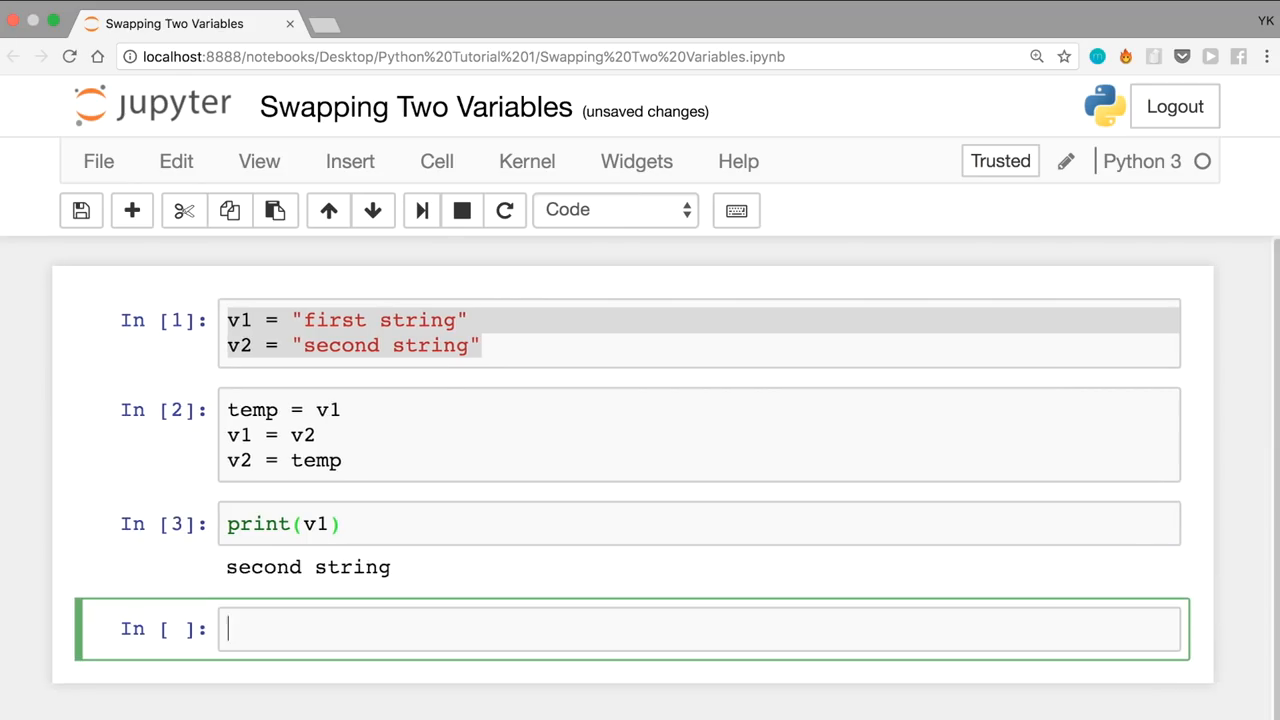 Swapping Two Variables
YK
localhost:8888/notebooks/Desktop/Python%20Tutorial%201/Swapping%20Two%20Variables.ipynb
jupyter Swapping Two Variables (unsaved changes) Logout
File Edit View Insert Cell Kernel Widgets Help Trusted Python 3
Code
In [1]: v1 = "first string"
v2 = "second string"
In [2]: temp = v1
v1 = v2
v2 = temp
In [3]: print(v1)
second string
In [ ]: